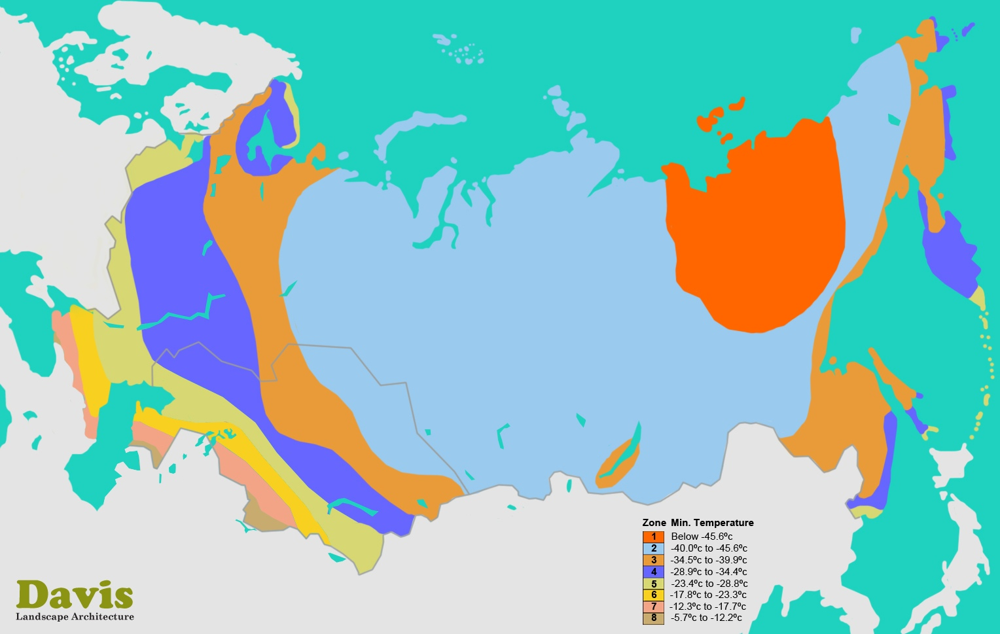 Zone Min. Temperature
1 Below -45.6ºc
2 -40.0ºc to -45.6ºc
3 -34.5ºc to -39.9ºc
4 -28.9ºc to -34.4ºc
5 -23.4ºc to -28.8ºc
6 -17.8ºc to -23.3ºc
7 -12.3ºc to -17.7ºc
8 -5.7ºc to -12.2ºc
Davis
Landscape Architecture